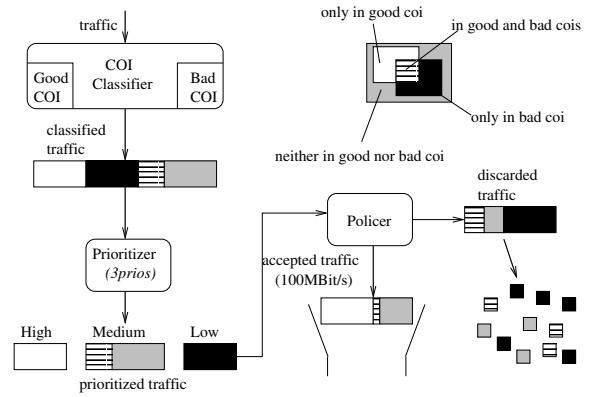 traffic
COI
Classifier
Good
COI
Bad
COI
classified
traffic
Prioritizer
(3prios)
High
Medium
Low
prioritized traffic
only in good coi
in good and bad cois
only in bad coi
neither in good nor bad coi
Policer
accepted traffic
(100MBit/s)
discarded
traffic